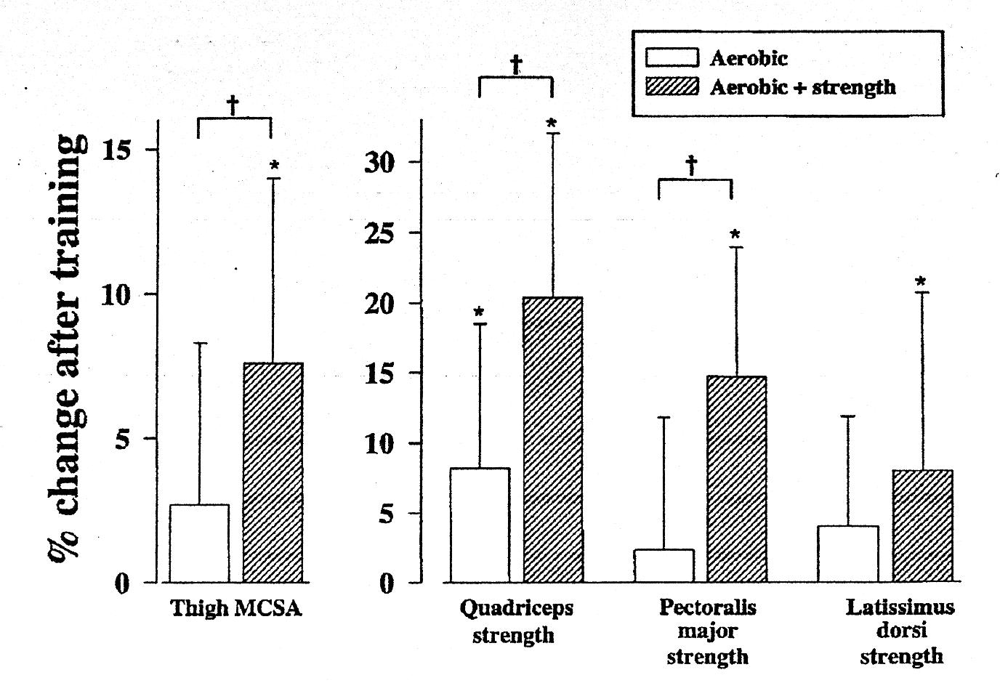 Aerobic
Aerobic + strength
% change after training
15
10
5
0
†
*
30
25
20
15
10
5
0
†
*
*
†
*
*
Thigh MCSA
Quadriceps
strength
Pectoralis
major
strength
Latissimus
dorsi
strength